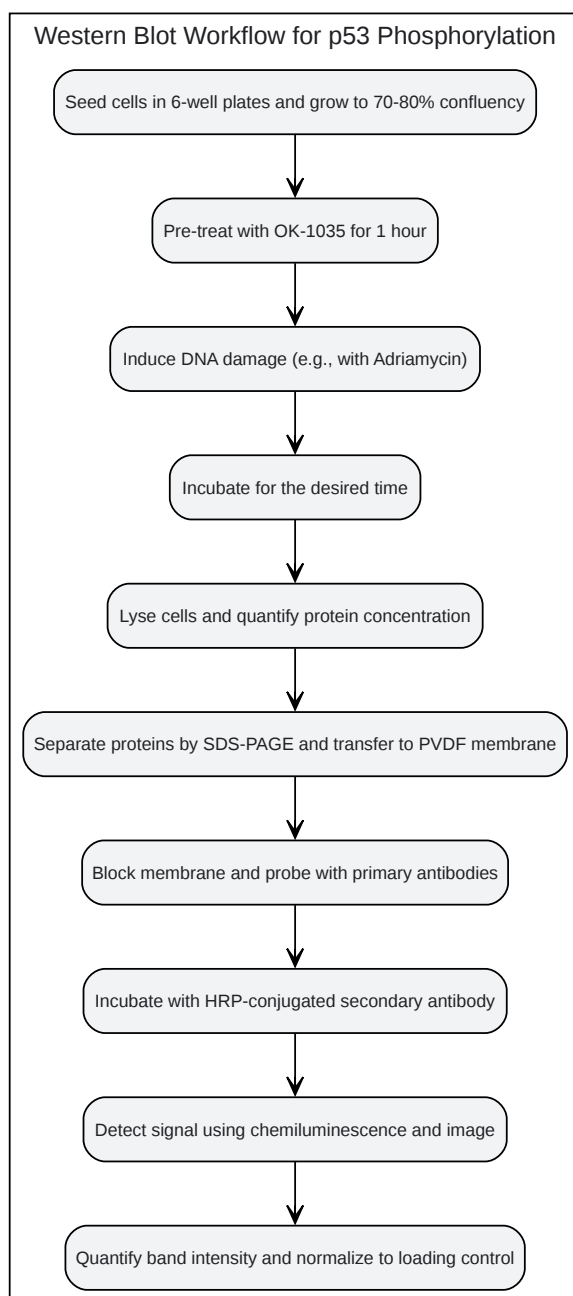 Western Blot Workflow for p53 Phosphorylation
Seed cells in 6-well plates and grow to 70-80% confluency
Pre-treat with OK-1035 for 1 hour
Induce DNA damage (e.g., with Adriamycin)
Incubate for the desired time
Lyse cells and quantify protein concentration
Separate proteins by SDS-PAGE and transfer to PVDF membrane
Block membrane and probe with primary antibodies
Incubate with HRP-conjugated secondary antibody
Detect signal using chemiluminescence and image
Quantify band intensity and normalize to loading control